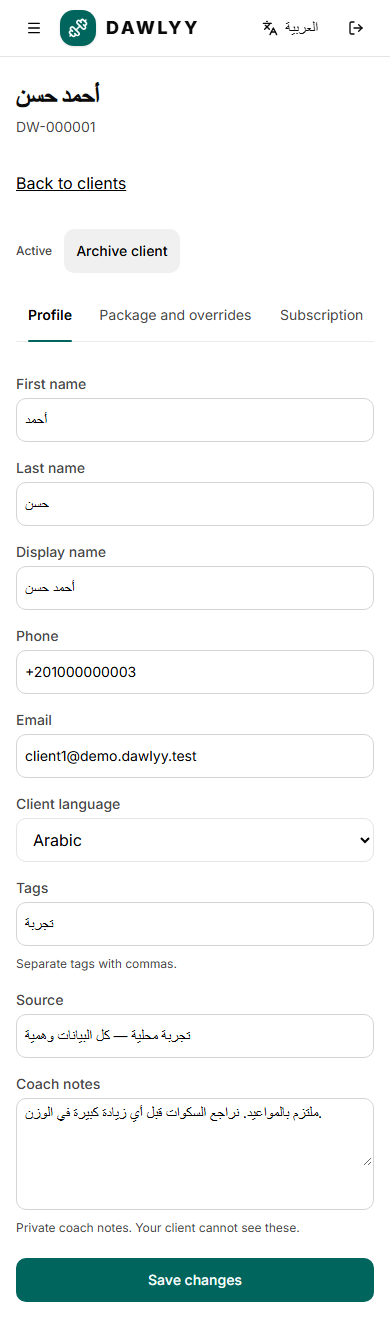 DAWLYY
العربية
أحمد حسن
DW-000001
Back to clients
Active
Archive client
Profile
Package and overrides
Subscription
First name
أحمد
Last name
حسن
Display name
أحمد حسن
Phone
+201000000003
Email
client1@demo.dawlyy.test
Client language
Arabic
Tags
تجربة
Separate tags with commas.
Source
تجربة محلية — كل البيانات وهمية
Coach notes
ملتزم بالمواعيد. نراجع السكوات قبل أي زيادة كبيرة في الوزن.
Private coach notes. Your client cannot see these.
Save changes